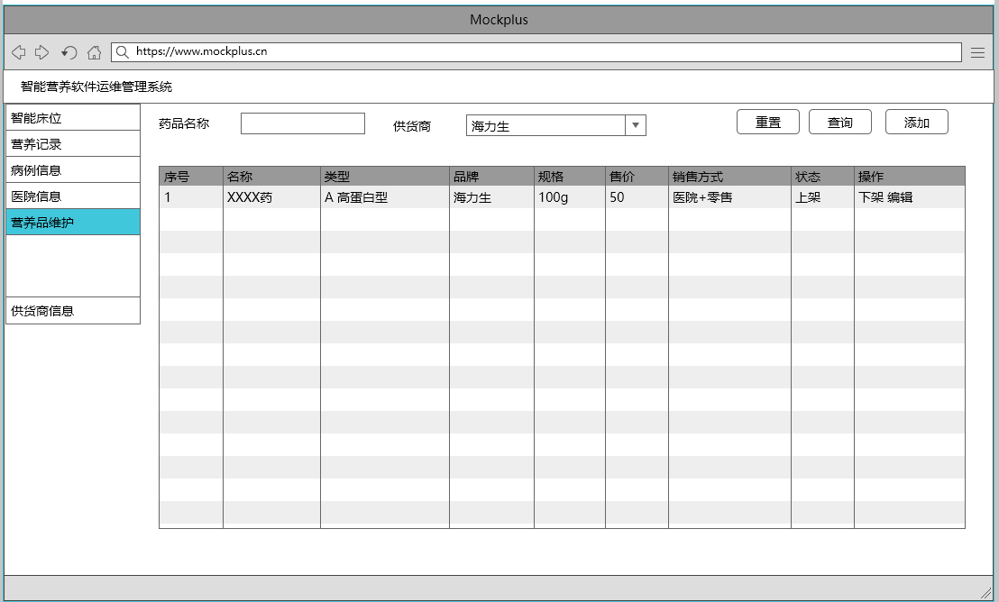 Mockplus
https://www.mockplus.cn
智能营养软件运维管理系统
智能床位
营养记录
病例信息
医院信息
营养品维护
供货商信息
药品名称 供货商 海力生 重置 查询 添加
序号 名称 类型 品牌 规格 售价 销售方式 状态 操作
1 XXXX药 A 高蛋白型 海力生 100g 50 医院+零售 上架 下架 编辑